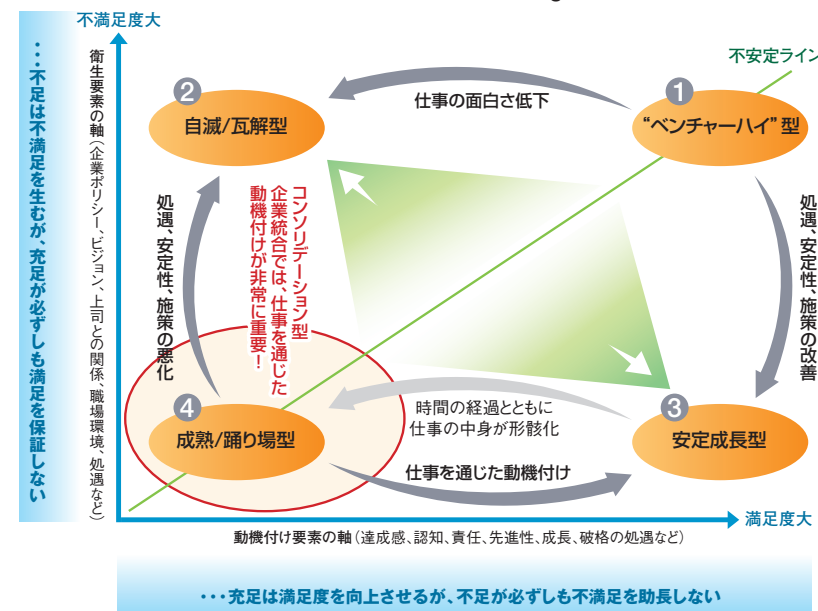 不満足度大
不安定ライン
・・・不足は不満足を生むが、充足が必ずしも満足を保証しない
衛生要素の軸（企業ポリシー、ビジョン、上司との関係、職場環境、処遇など）
2
自滅/瓦解型
仕事の面白さ低下
1
“ベンチャーハイ”型
処遇、安定性、施策の悪化
コンソリデーション型
企業統合では、仕事を通じた
動機付けが非常に重要！
処遇、安定性、施策の改善
4
成熟/踊り場型
時間の経過とともに
仕事の中身が形骸化
3
安定成長型
仕事を通じた動機付け
満足度大
動機付け要素の軸（達成感、認知、責任、先進性、成長、破格の処遇など）
・・・充足は満足度を向上させるが、不足が必ずしも不満足を助長しない